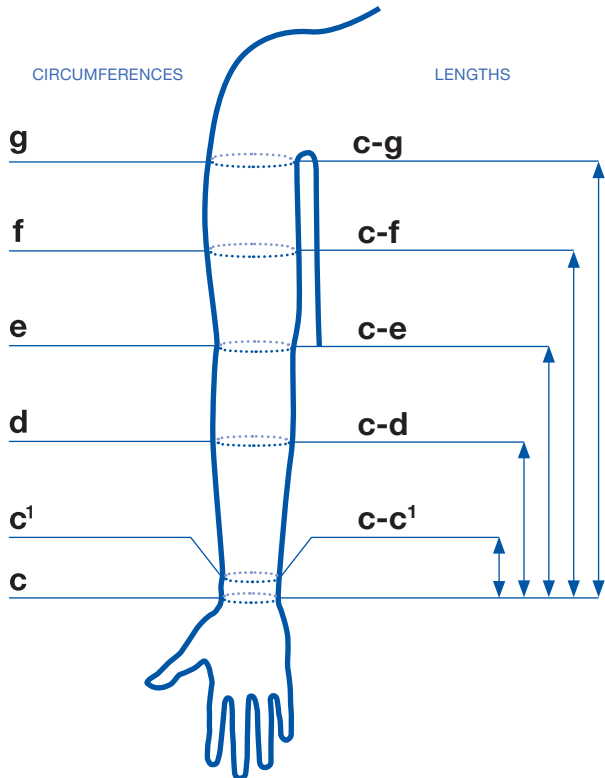 CIRCUMFERENCES LENGTHS
g c-g
f c-f
e c-e
d c-d
c¹ c-c¹
c